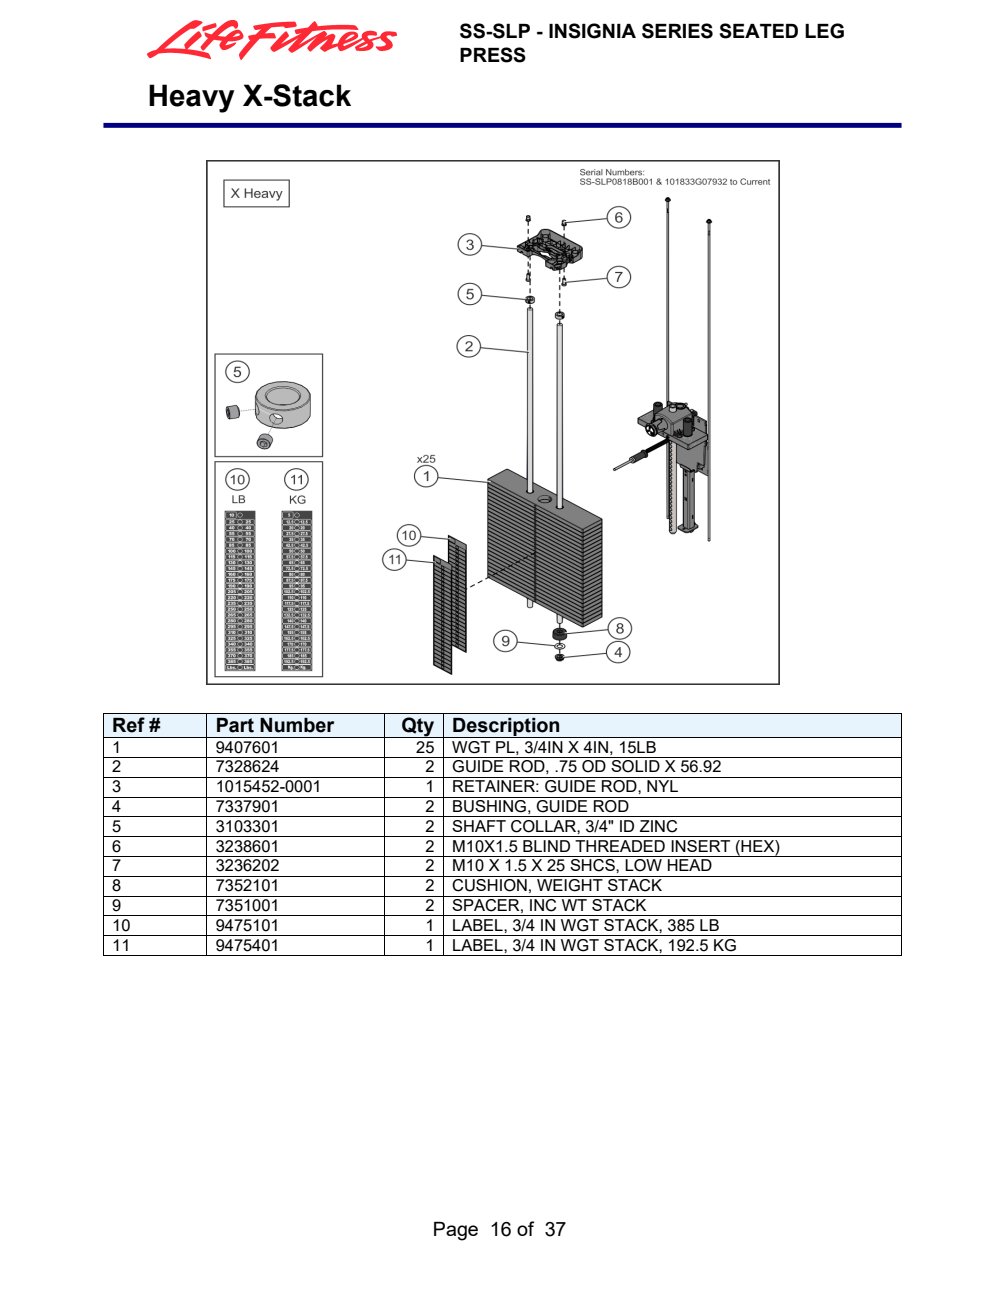 Life Fitness
SS-SLP - INSIGNIA SERIES SEATED LEG
PRESS
Heavy X-Stack
Serial Numbers:
SS-SLP0818B001 & 101833G07932 to Current
X Heavy
6
3
7
5
2
5
x25
1
10
11
LB
KG
10
11
8
9
4
Ref # Part Number Qty Description
1 9407601 25 WGT PL, 3/4IN X 4IN, 15LB
2 7328624 2 GUIDE ROD, .75 OD SOLID X 56.92
3 1015452-0001 1 RETAINER: GUIDE ROD, NYL
4 7337901 2 BUSHING, GUIDE ROD
5 3103301 2 SHAFT COLLAR, 3/4" ID ZINC
6 3238601 2 M10X1.5 BLIND THREADED INSERT (HEX)
7 3236202 2 M10 X 1.5 X 25 SHCS, LOW HEAD
8 7352101 2 CUSHION, WEIGHT STACK
9 7351001 2 SPACER, INC WT STACK
10 9475101 1 LABEL, 3/4 IN WGT STACK, 385 LB
11 9475401 1 LABEL, 3/4 IN WGT STACK, 192.5 KG
Page 16 of 37